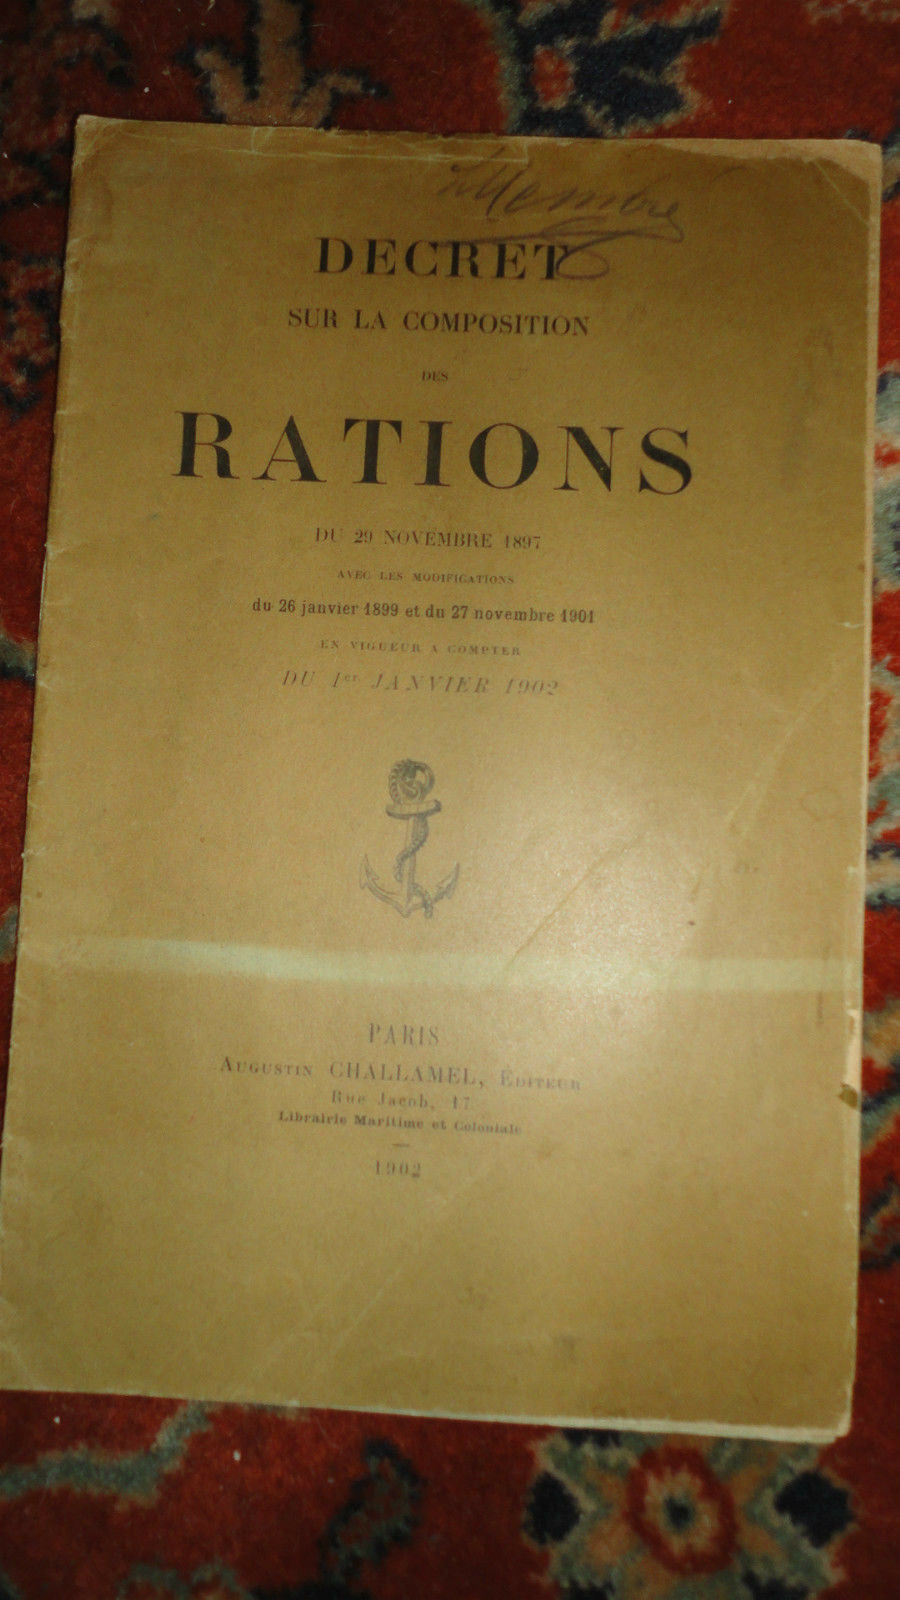 DECRET
SUR LA COMPOSITION
DES
RATIONS
DU 29 NOVEMBRE 1897
AVEC LES MODIFICATIONS
du 26 janvier 1899 et du 27 novembre 1901
EN VIGUEUR A COMPTER
DU 1er JANVIER 1902
PARIS
AUGUSTIN CHALLAMEL, ÉDITEUR
Rue Jacob, 17
Librairie Maritime et Coloniale
1902